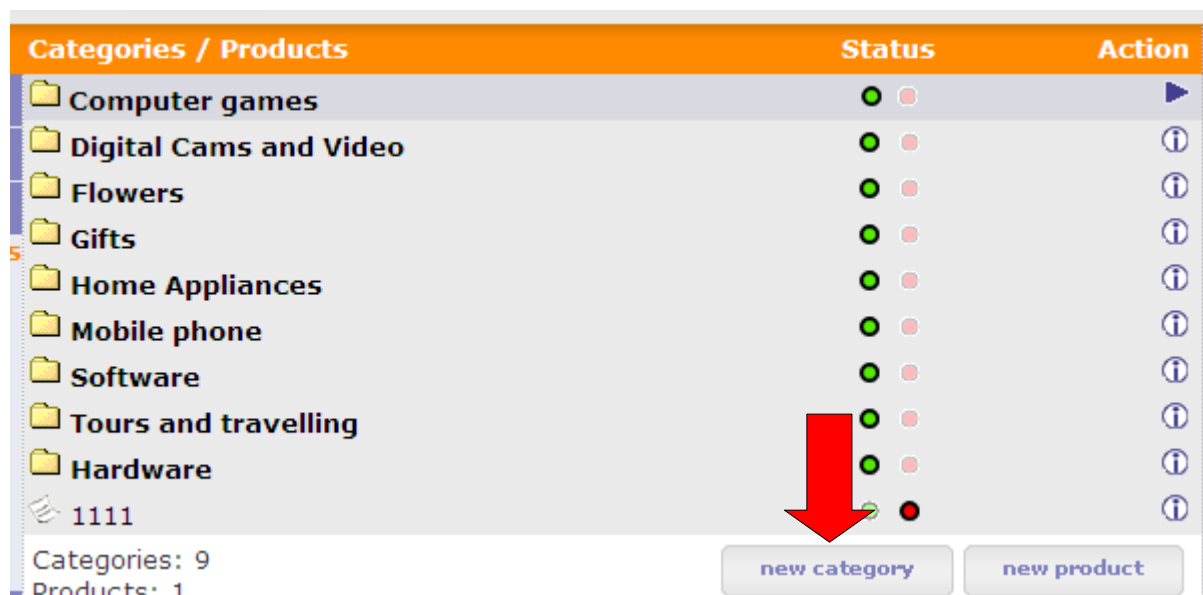 Categories / Products Status Action
Computer games
Digital Cams and Video
Flowers
Gifts
Home Appliances
Mobile phone
Software
Tours and travelling
Hardware
1111
Categories: 9
new category new product
Products: 1
s